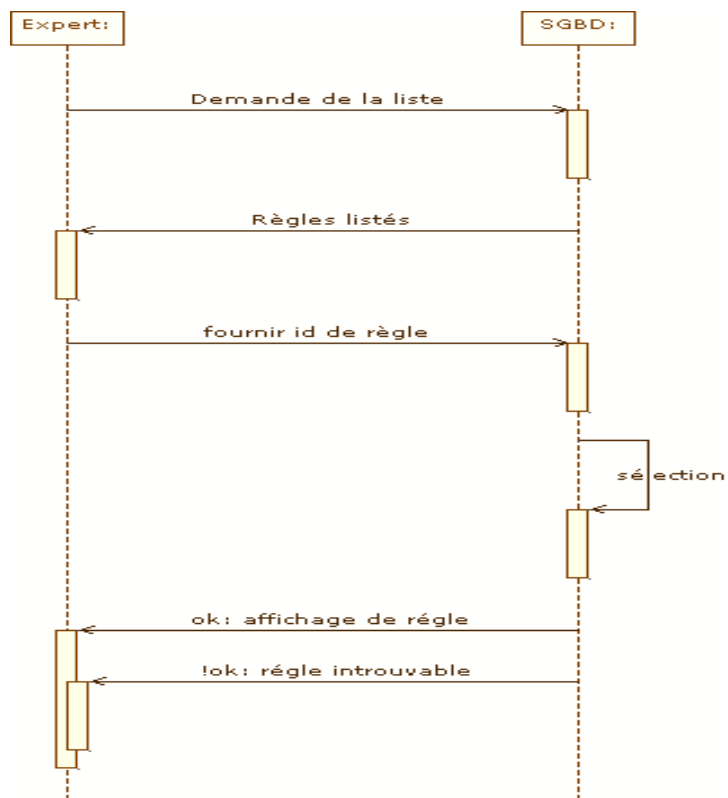 Expert:
SGBD:
Demande de la liste
Règles listés
fournir id de règle
sélection
ok: affichage de régle
!ok: régle introuvable